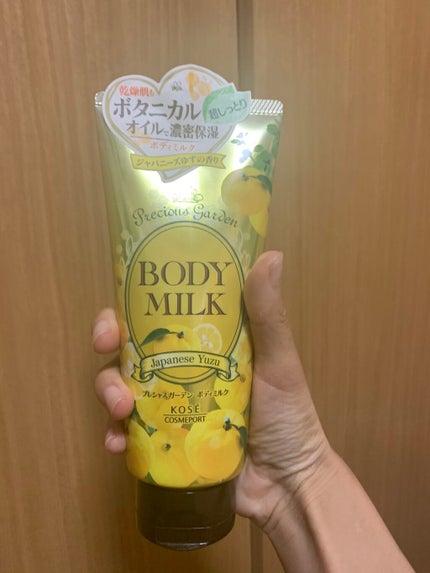 乾燥肌も
ボタニカル
オイルで濃密保湿
超しっとり
ボディミルク
ジャパニーズゆずの香り
Precious Garden
BODY
MILK
Japanese Yuzu
プレシャスガーデン ボディミルク
KOSÉ
COSMEPORT